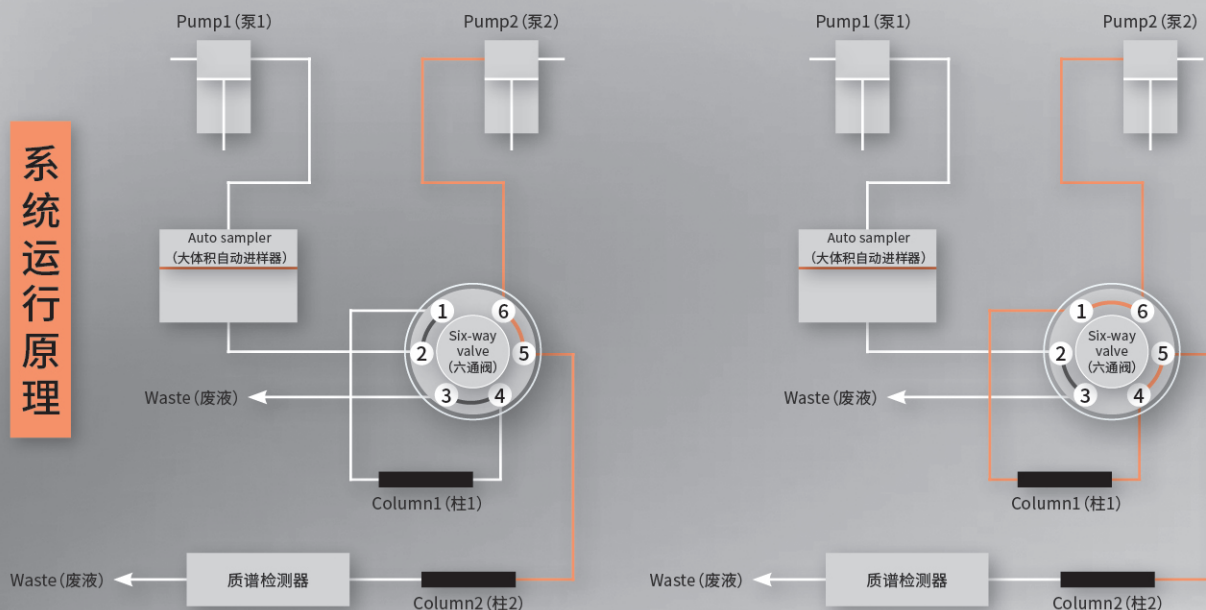 系统运行原理
Pump1(泵1)
Pump2(泵2)
Auto sampler
(大体积自动进样器)
1
6
2
Six-way
valve
(六通阀)
5
3
4
Waste(废液)
Column1(柱1)
Waste(废液)
质谱检测器
Column2(柱2)
Pump1(泵1)
Pump2(泵2)
Auto sampler
(大体积自动进样器)
1
6
2
Six-way
valve
(六通阀)
5
3
4
Waste(废液)
Column1(柱1)
Waste(废液)
质谱检测器
Column2(柱2)